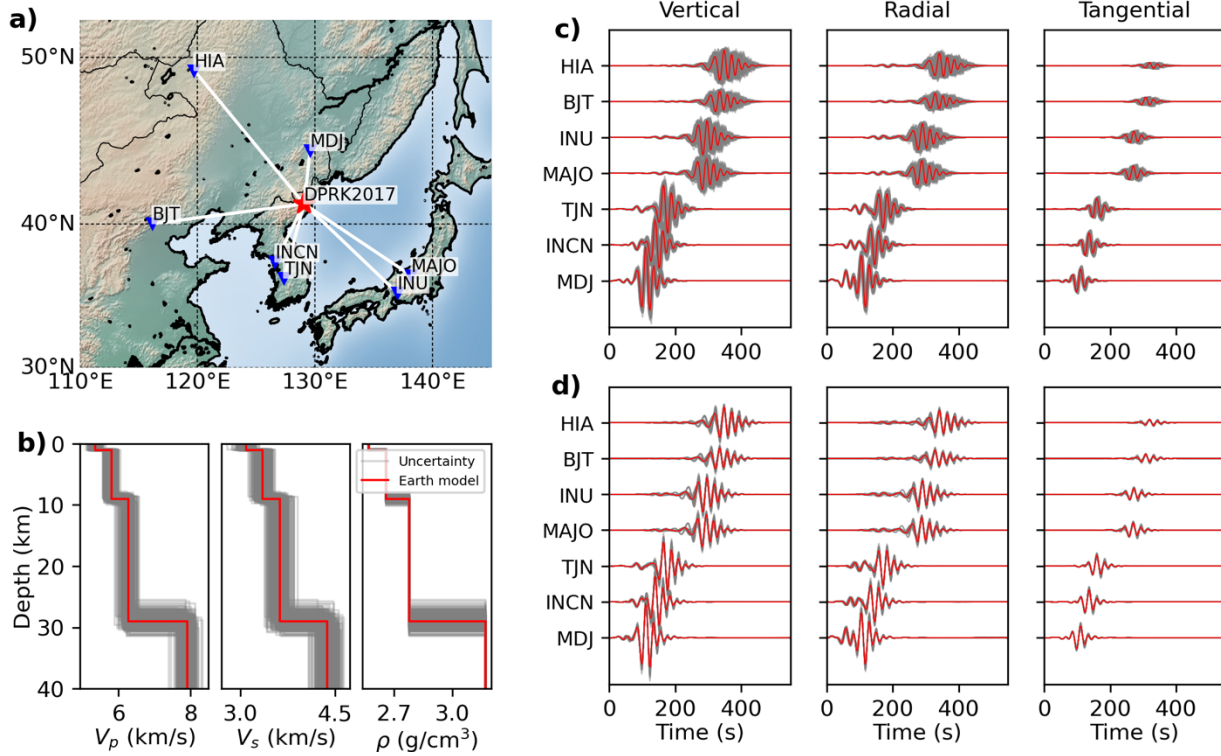 a)
50°N
40°N
30°N
110°E
120°E
130°E
140°E
HIA
MDJ
DPRK2017
BJT
INCN
TJN
MAJO
INU
b)
Depth (km)
0
10
20
30
40
6
8
V_p (km/s)
3.0
4.5
V_s (km/s)
Uncertainty
Earth model
2.7
3.0
ρ (g/cm³)
c)
Vertical
Radial
Tangential
HIA
BJT
INU
MAJO
TJN
INCN
MDJ
0
200
400
0
200
400
0
200
400
d)
HIA
BJT
INU
MAJO
TJN
INCN
MDJ
0
200
400
0
200
400
0
200
400
Time (s)
Time (s)
Time (s)